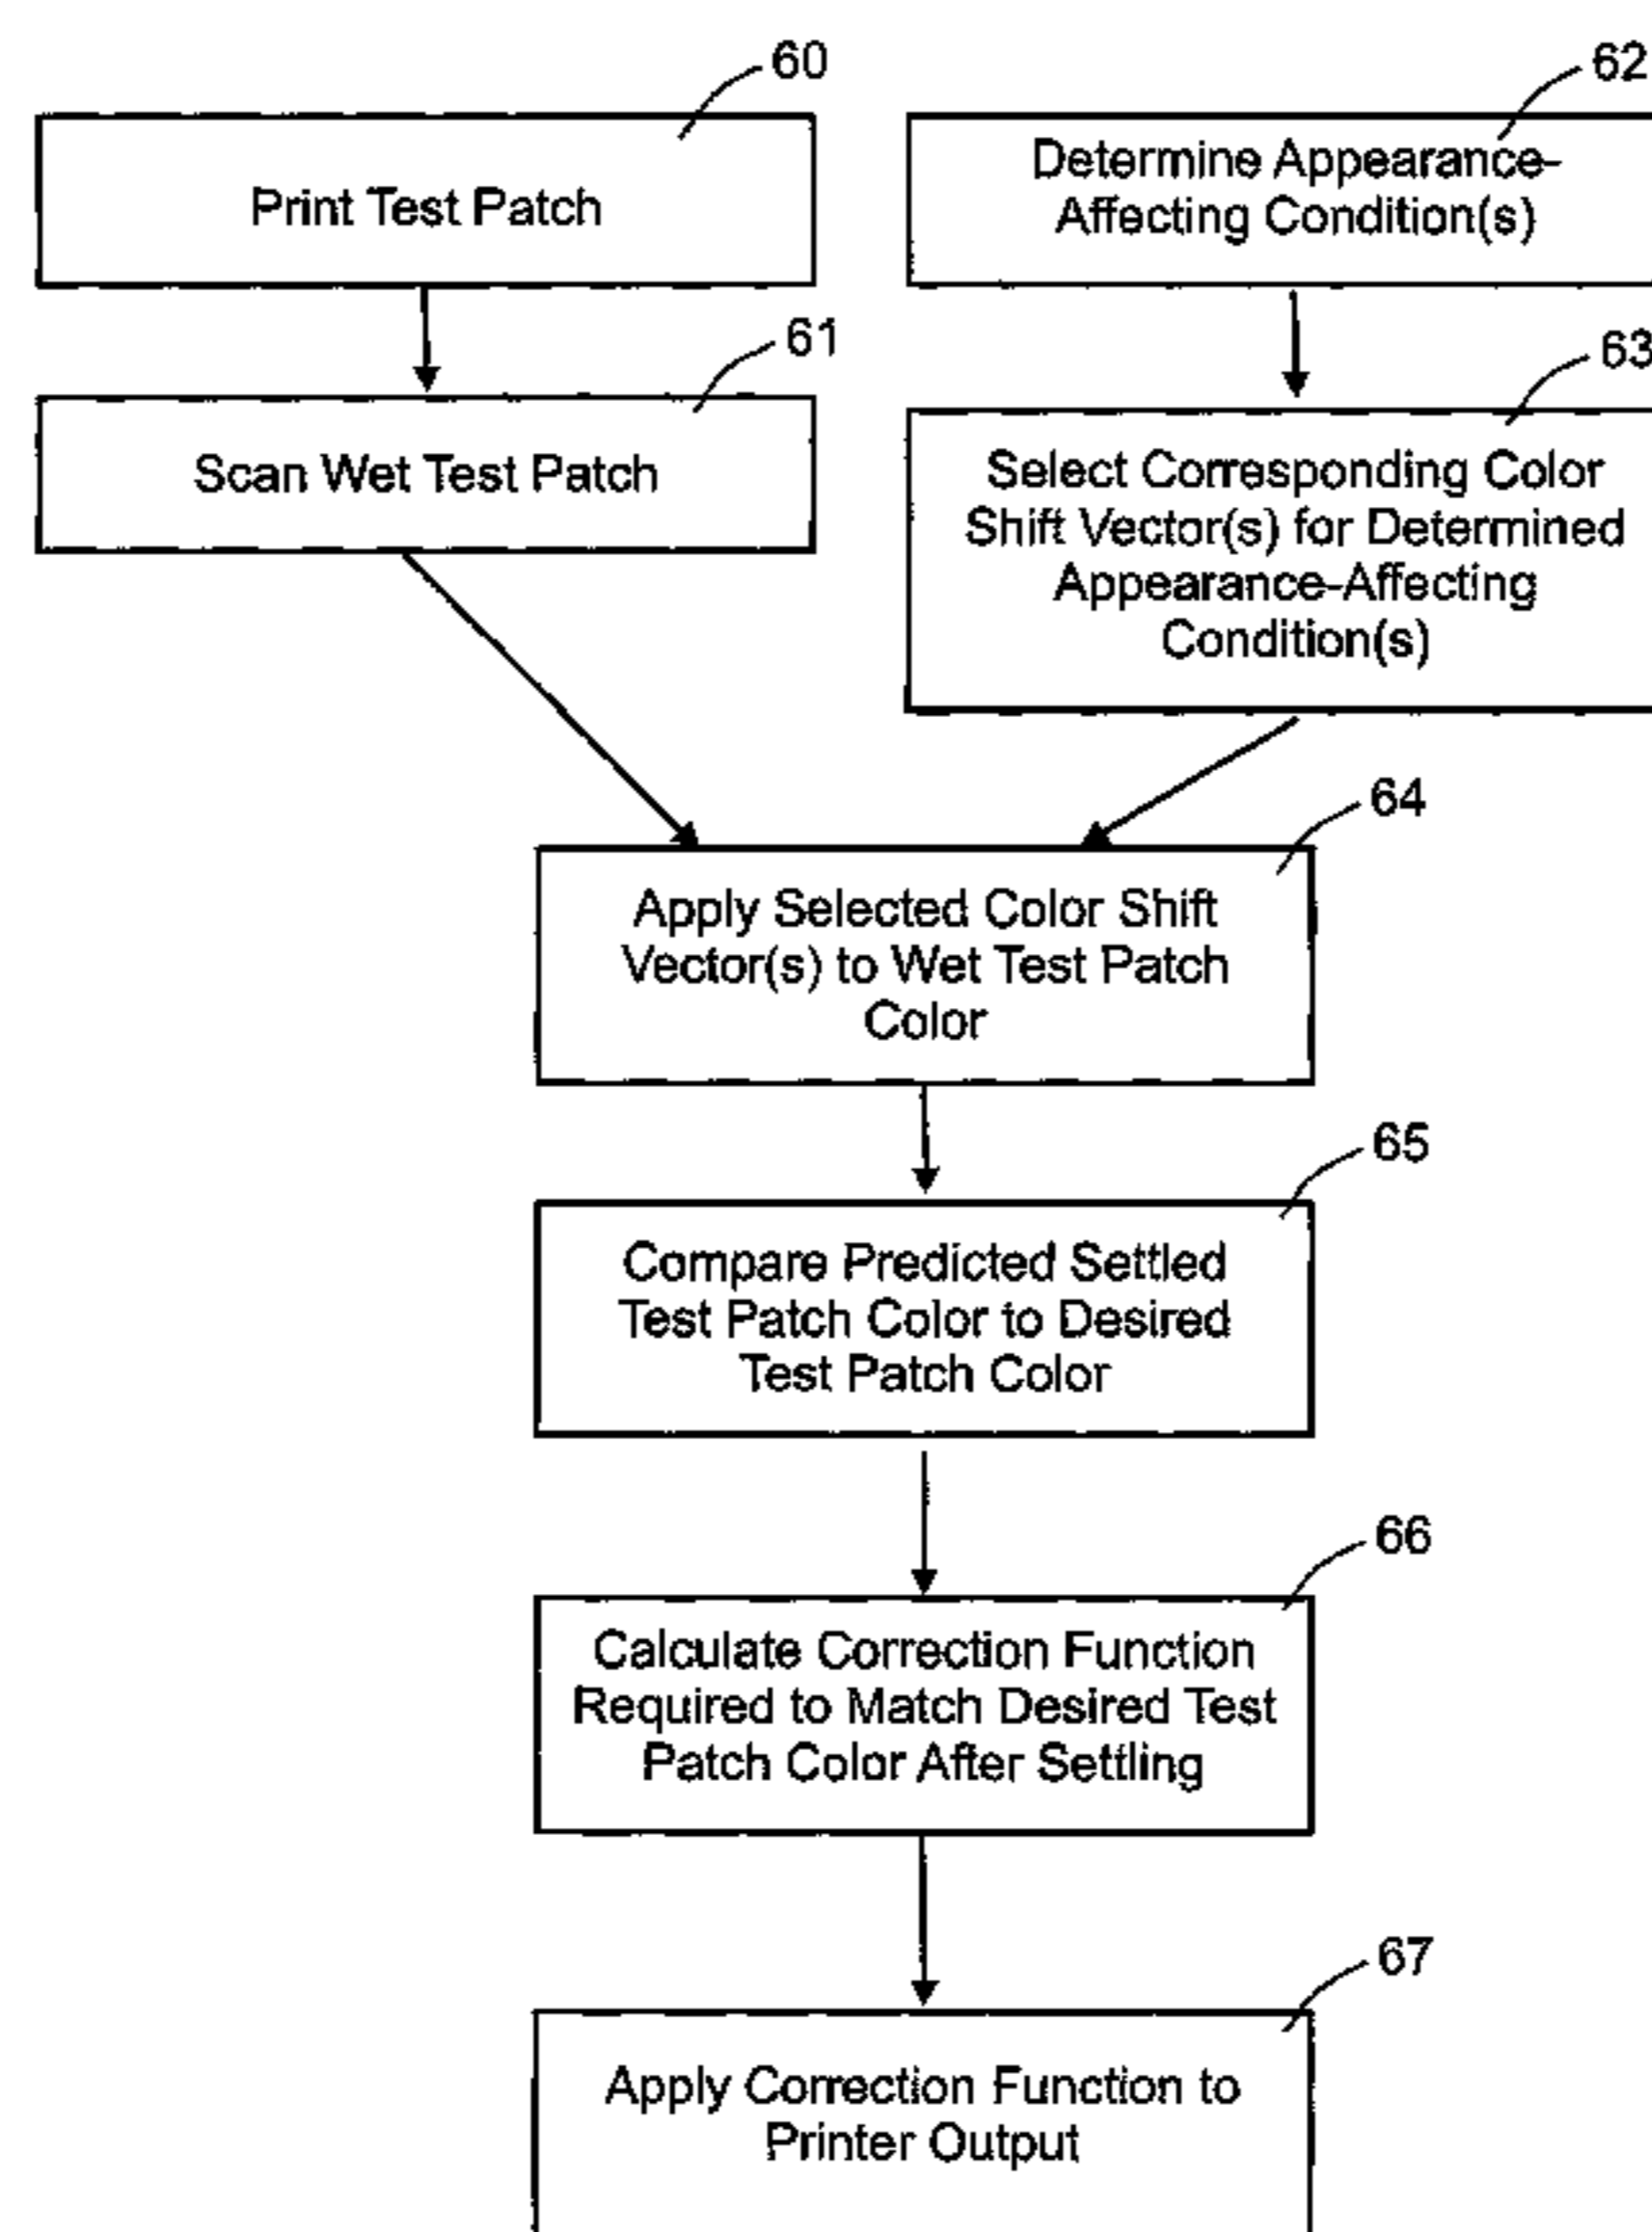 60
Print Test Patch
61
Scan Wet Test Patch
62
Determine Appearance-
Affecting Condition(s)
63
Select Corresponding Color
Shift Vector(s) for Determined
Appearance-Affecting
Condition(s)
64
Apply Selected Color Shift
Vector(s) to Wet Test Patch
Color
65
Compare Predicted Settled
Test Patch Color to Desired
Test Patch Color
66
Calculate Correction Function
Required to Match Desired Test
Patch Color After Settling
67
Apply Correction Function to
Printer Output